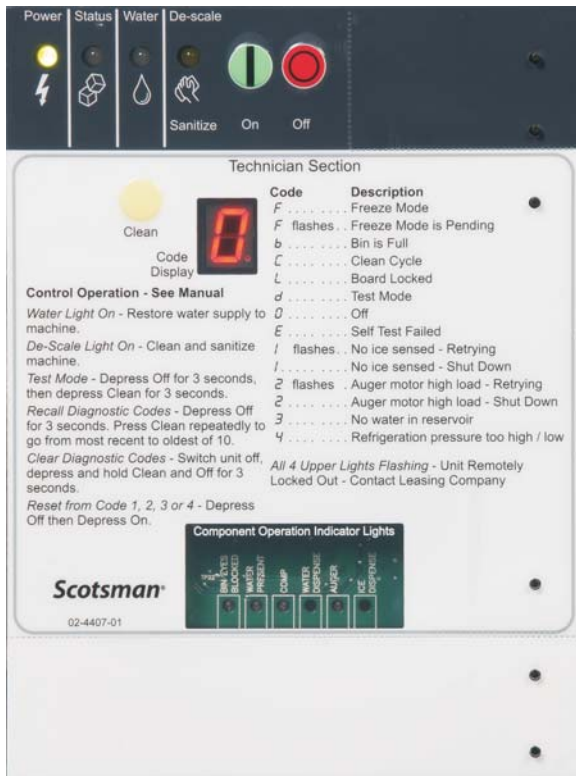 Power Status Water De-scale
Sanitize On Off
Technician Section
Clean
Code
Display
0
Control Operation - See Manual
Water Light On - Restore water supply to
machine.
De-Scale Light On - Clean and sanitize
machine.
Test Mode - Depress Off for 3 seconds,
then depress Clean for 3 seconds.
Recall Diagnostic Codes - Depress Off
for 3 seconds. Press Clean repeatedly to
go from most recent to oldest of 10.
Clear Diagnostic Codes - Switch unit off,
depress and hold Clean and Off for 3
seconds.
Reset from Code 1, 2, 3 or 4 - Depress
Off then Depress On.
Code Description
F . . . . . . . . Freeze Mode
F flashes . . Freeze Mode is Pending
b . . . . . . . . Bin is Full
C . . . . . . . . Clean Cycle
L . . . . . . . . Board Locked
d . . . . . . . . Test Mode
0 . . . . . . . . Off
E . . . . . . . . Self Test Failed
1 flashes . . No ice sensed - Retrying
1 . . . . . . . . No ice sensed - Shut Down
2 flashes . Auger motor high load - Retrying
2 . . . . . . . . Auger motor high load - Shut Down
3 . . . . . . . . No water in reservoir
4 . . . . . . . . Refrigeration pressure too high / low
All 4 Upper Lights Flashing - Unit Remotely
Locked Out - Contact Leasing Company
Component Operation Indicator Lights
BIN EYES
BLOCKED
WATER
PRESENT
COMP
WATER
DISPENSE
AUGER
ICE
DISPENSE
Scotsman®
02-4407-01